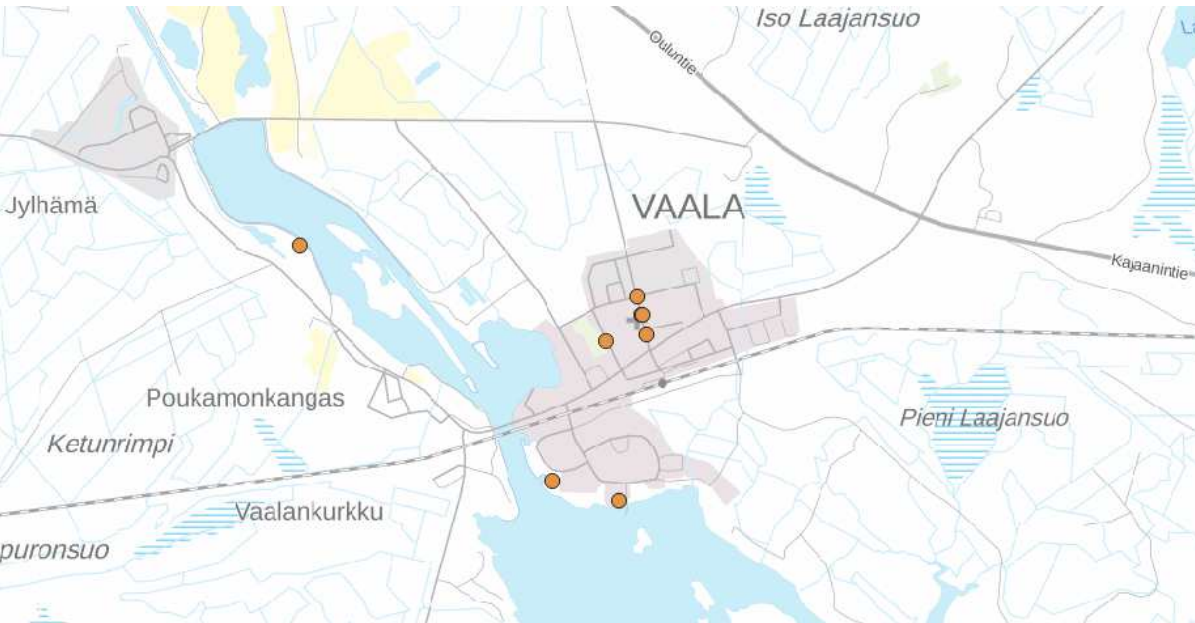 Iso Laajansuo
Ouluntie
VAALA
Jylhämä
Kajaanintie
Poukamonkangas
Pieni Laajansuo
Ketunrimpi
Vaalankurkku
puronsuo